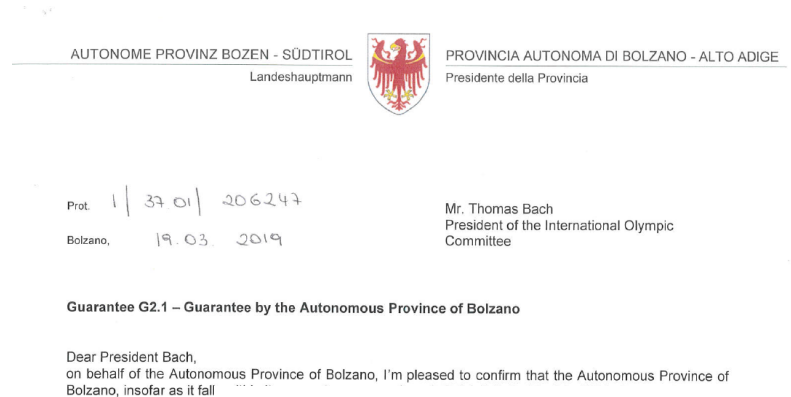 AUTONOME PROVINZ BOZEN - SÜDTIROL
Landeshauptmann
PROVINCIA AUTONOMA DI BOLZANO - ALTO ADIGE
Presidente della Provincia
Prot. 1/ 37 01/ 206247
Bolzano, 19.03. 2019
Mr. Thomas Bach
President of the International Olympic
Committee
Guarantee G2.1 – Guarantee by the Autonomous Province of Bolzano
Dear President Bach,
on behalf of the Autonomous Province of Bolzano, I'm pleased to confirm that the Autonomous Province of
Bolzano, insofar as it fall